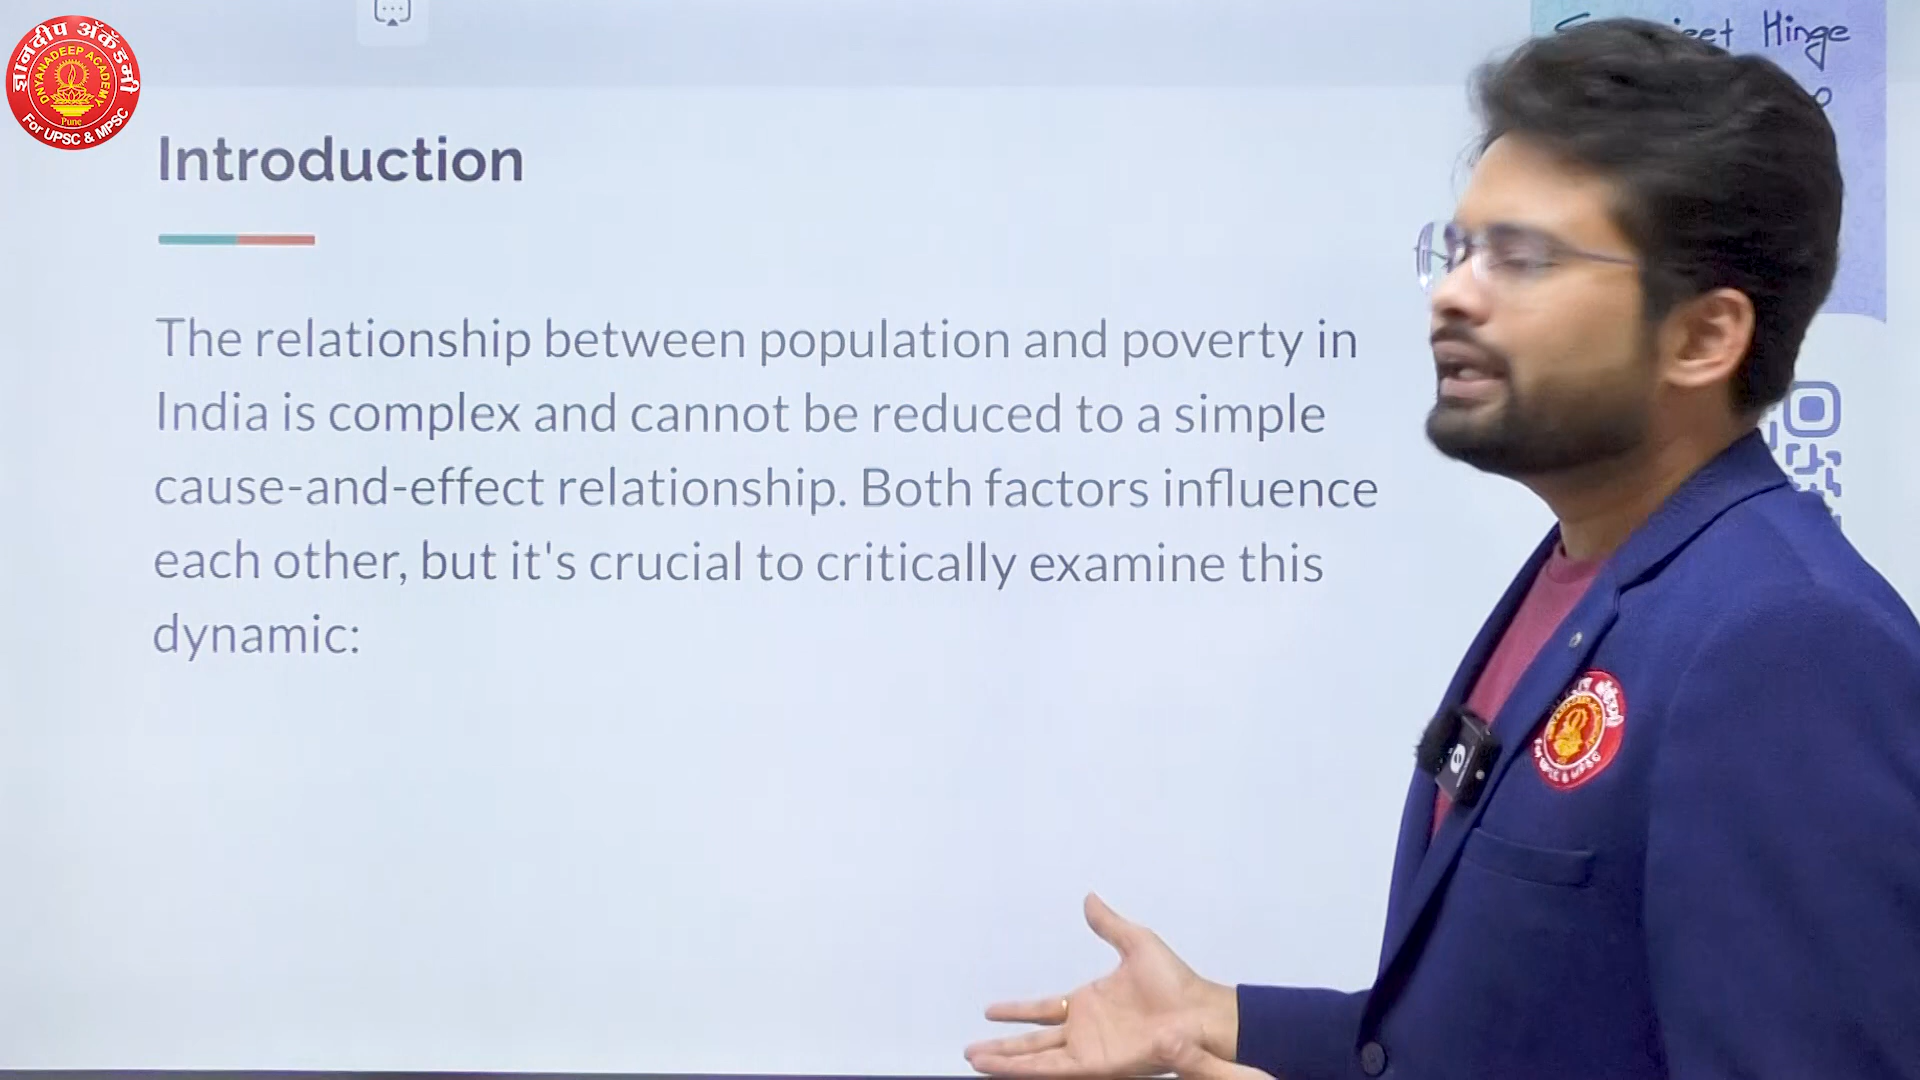 ज्ञानदीप अ‍ॅकॅडमी
DNYANADEEP ACADEMY
Pune
For UPSC & MPSC
Hinge
Introduction
The relationship between population and poverty in
India is complex and cannot be reduced to a simple
cause-and-effect relationship. Both factors influence
each other, but it's crucial to critically examine this
dynamic: